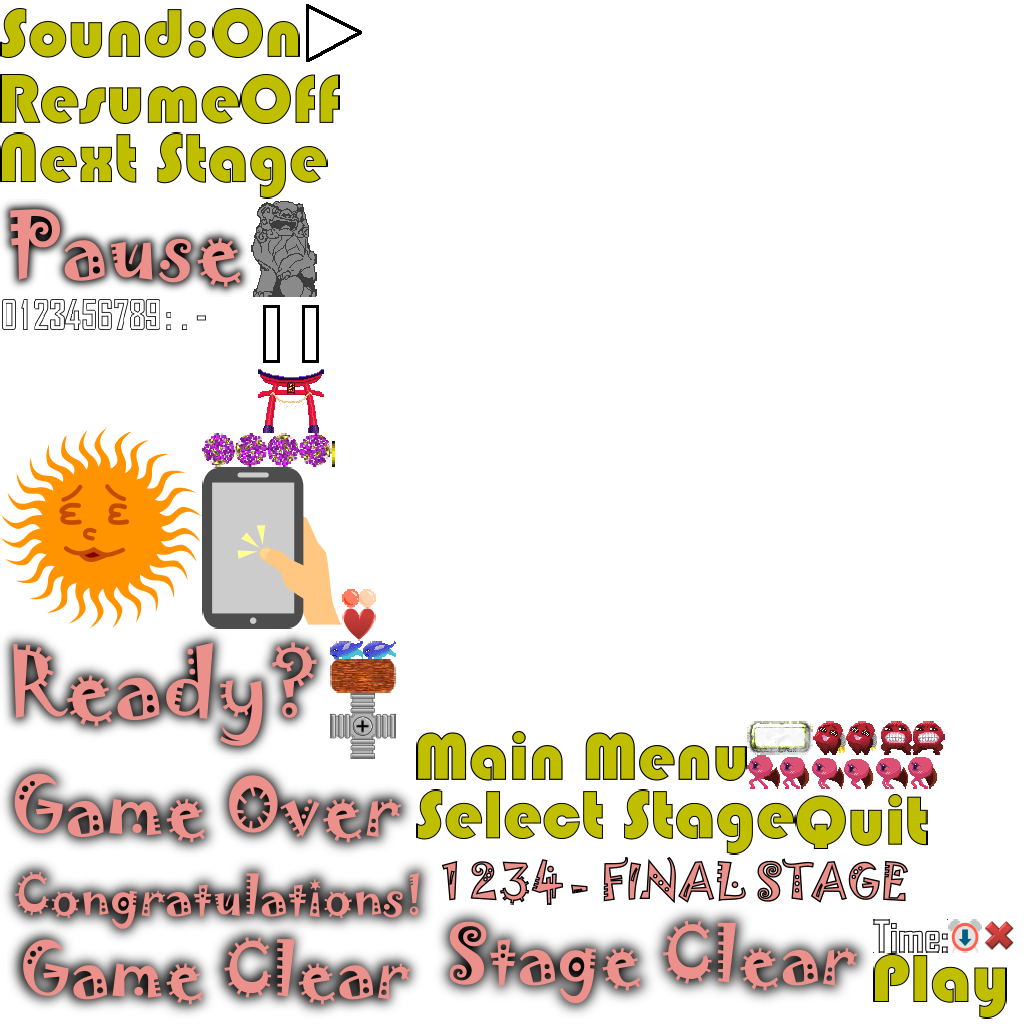 Sound:On
ResumeOff
Next Stage
Pause
0123456789:.-
Ready?
Main Menu
Game Over
Select StageQuit
1234- FINAL STAGE
Congratulations!
Stage Clear
Time:
Game Clear
Play